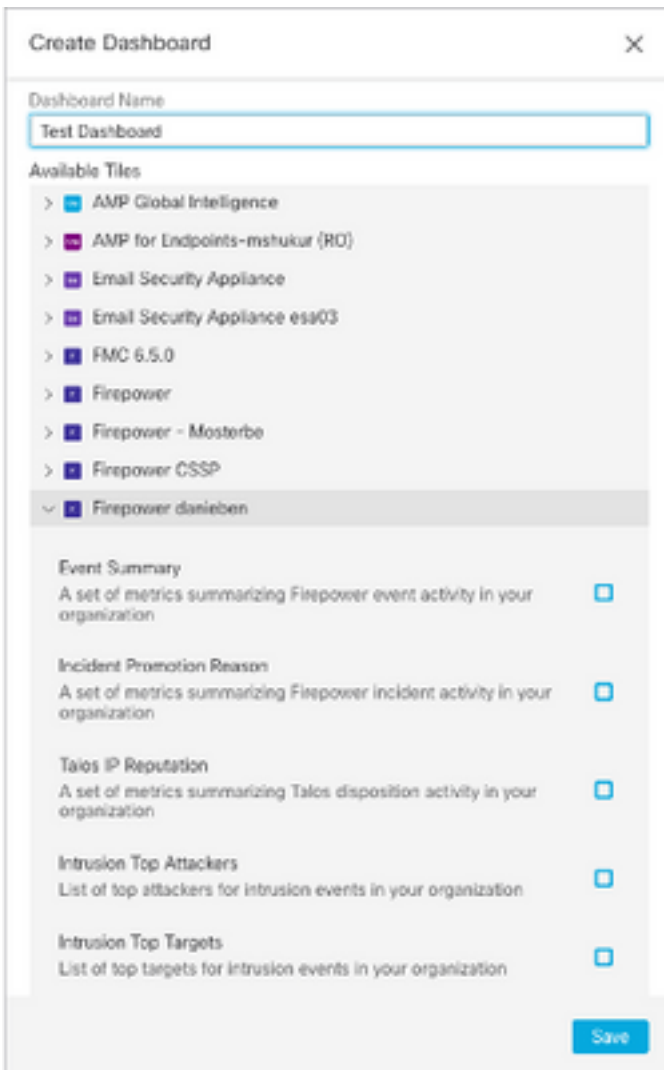 Create Dashboard
Dashboard Name
Test Dashboard
Available Tiles
AMP Global Intelligence
AMP for Endpoints-mshukur (RO)
Email Security Appliance
Email Security Appliance esa03
FMC 6.5.0
Firepower
Firepower - Mosterbe
Firepower CSSP
Firepower danieben
Event Summary
A set of metrics summarizing Firepower event activity in your
organization
Incident Promotion Reason
A set of metrics summarizing Firepower incident activity in your
organization
Talos IP Reputation
A set of metrics summarizing Talos disposition activity in your
organization
Intrusion Top Attackers
List of top attackers for intrusion events in your organization
Intrusion Top Targets
List of top targets for intrusion events in your organization
Save